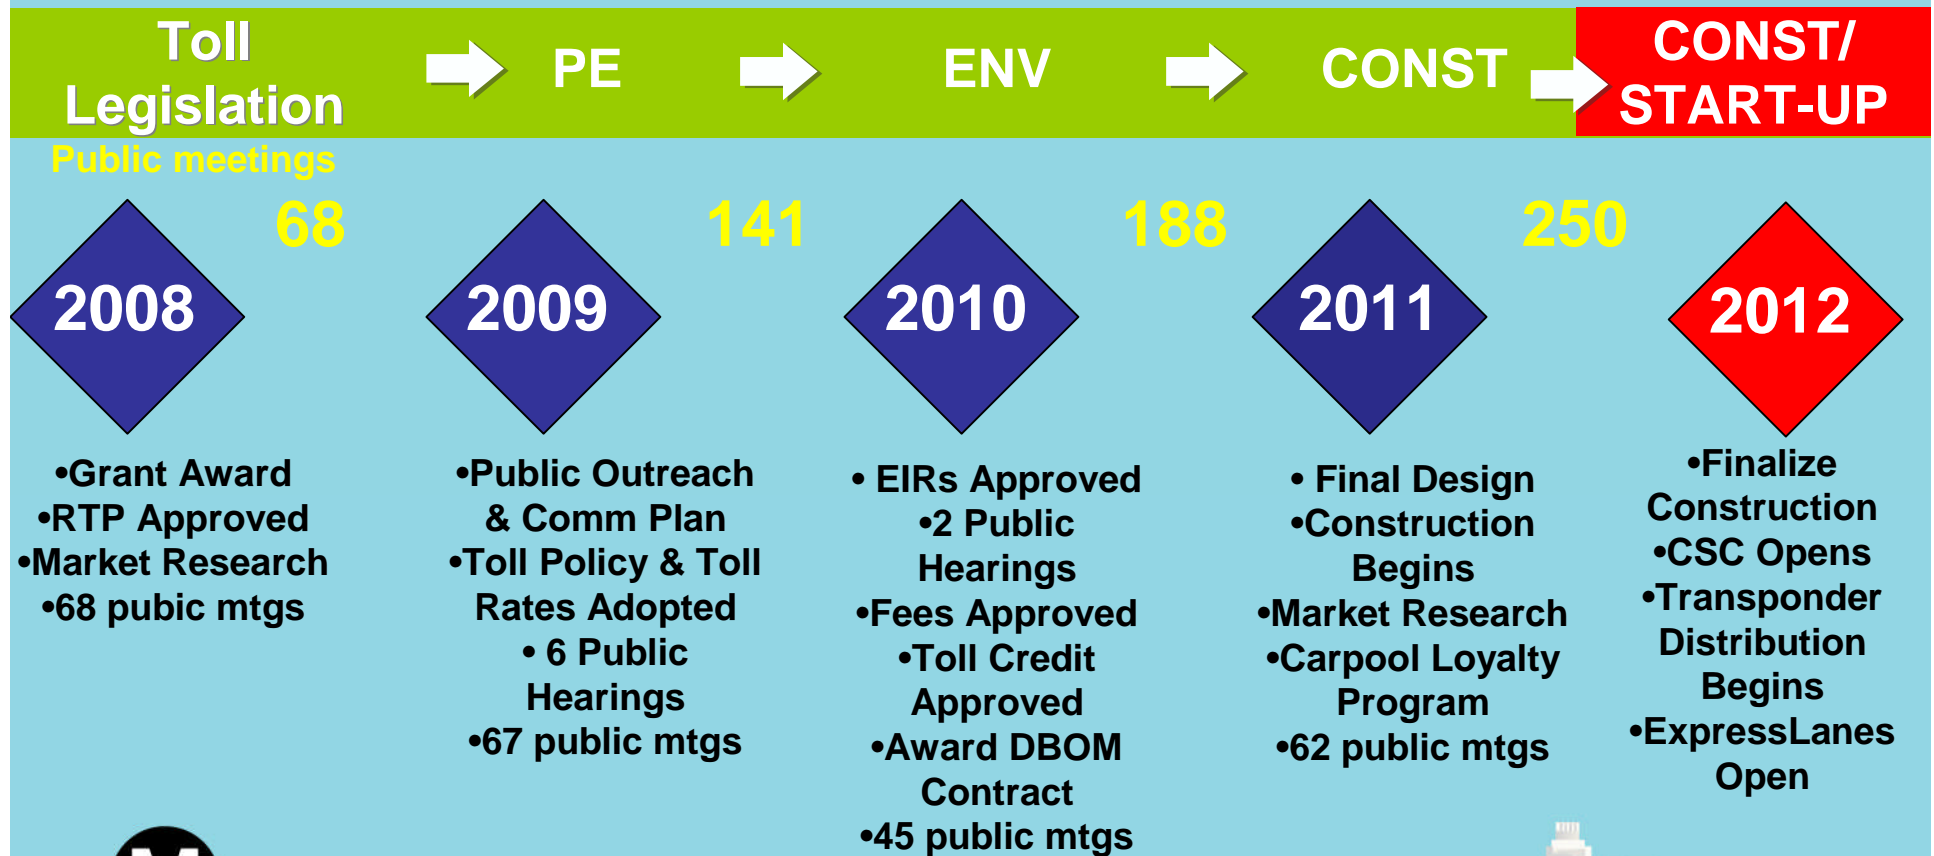 Toll
Legislation
PE
ENV
CONST
CONST/
START-UP
Public meetings
68
141
188
250
2008
2009
2010
2011
2012
•Grant Award
•RTP Approved
•Market Research
•68 pubic mtgs
•Public Outreach
& Comm Plan
•Toll Policy & Toll
Rates Adopted
• 6 Public
Hearings
•67 public mtgs
• EIRs Approved
•2 Public
Hearings
•Fees Approved
•Toll Credit
Approved
•Award DBOM
Contract
•45 public mtgs
• Final Design
•Construction
Begins
•Market Research
•Carpool Loyalty
Program
•62 public mtgs
•Finalize
Construction
•CSC Opens
•Transponder
Distribution
Begins
•ExpressLanes
Open